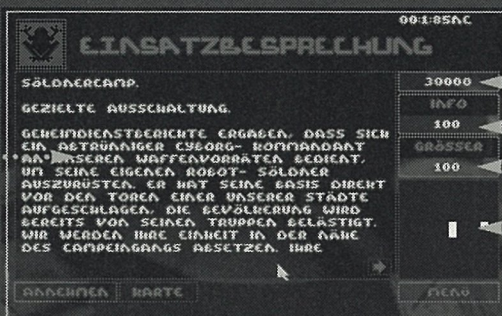 00:1:85AC
EINSATZBESPRECHUNG
SÖLDNERCAMP.
GEZIELTE AUSSCHALTUNG.
GEHEIMDIENSTBERICHTE ERGABEN, DASS SICH
EIN ABTRÜNNIGER CYBORG- KOMMANDANT
AN UNSEREN WAFFENVORRÄTEN BEDIENT,
UM SEINE EIGENEN ROBOT- SÖLDNER
AUSZURÜSTEN. ER HAT SEINE BASIS DIREKT
VOR DEN TOREN EINER UNSERER STÄDTE
AUFGESCHLAGEN. DIE BEVÖLKERUNG WIRD
BEREITS VON SEINEN TRUPPEN BELÄSTIGT.
WIR WERDEN IHRE EINHEIT IN DER NÄHE
DES CAMPEINGANGS ABSETZEN. IHRE
30000
INFO
100
GRÖSSER
100
ANNEHMEN
KARTE
MENÜ